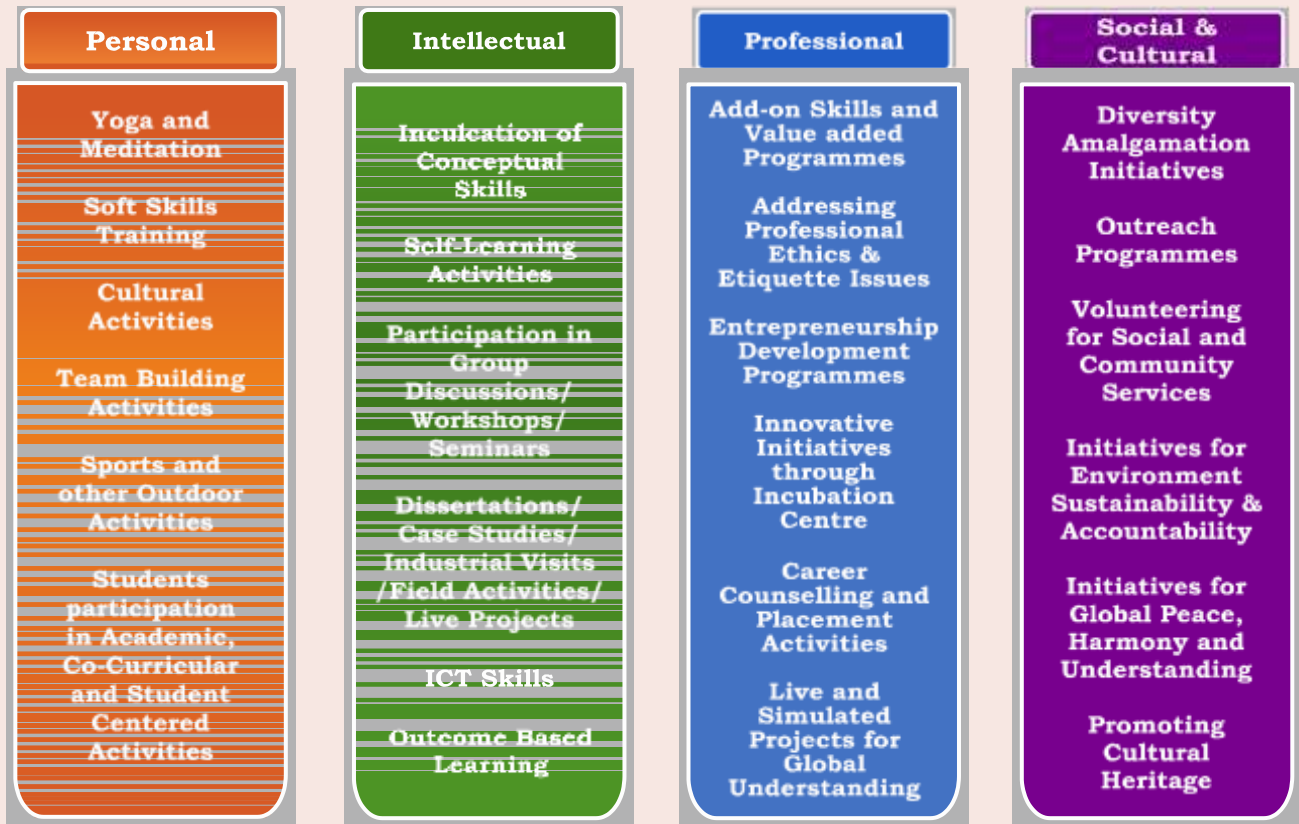 Personal
Yoga and
Meditation
Soft Skills
Training
Cultural
Activities
Team Building
Activities
Sports and
other Outdoor
Activities
Students
participation
in Academic,
Co-Curricular
and Student
Centered
Activities
Intellectual
Inculcation of
Conceptual
Skills
Self-Learning
Activities
Participation in
Group
Discussions/
Workshops/
Seminars
Dissertations/
Case Studies/
Industrial Visits
/Field Activities/
Live Projects
ICT Skills
Outcome Based
Learning
Professional
Add-on Skills and
Value added
Programmes
Addressing
Professional
Ethics &
Etiquette Issues
Entrepreneurship
Development
Programmes
Innovative
Initiatives
through
Incubation
Centre
Career
Counselling and
Placement
Activities
Live and
Simulated
Projects for
Global
Understanding
Social &
Cultural
Diversity
Amalgamation
Initiatives
Outreach
Programmes
Volunteering
for Social and
Community
Services
Initiatives for
Environment
Sustainability &
Accountability
Initiatives for
Global Peace,
Harmony and
Understanding
Promoting
Cultural
Heritage